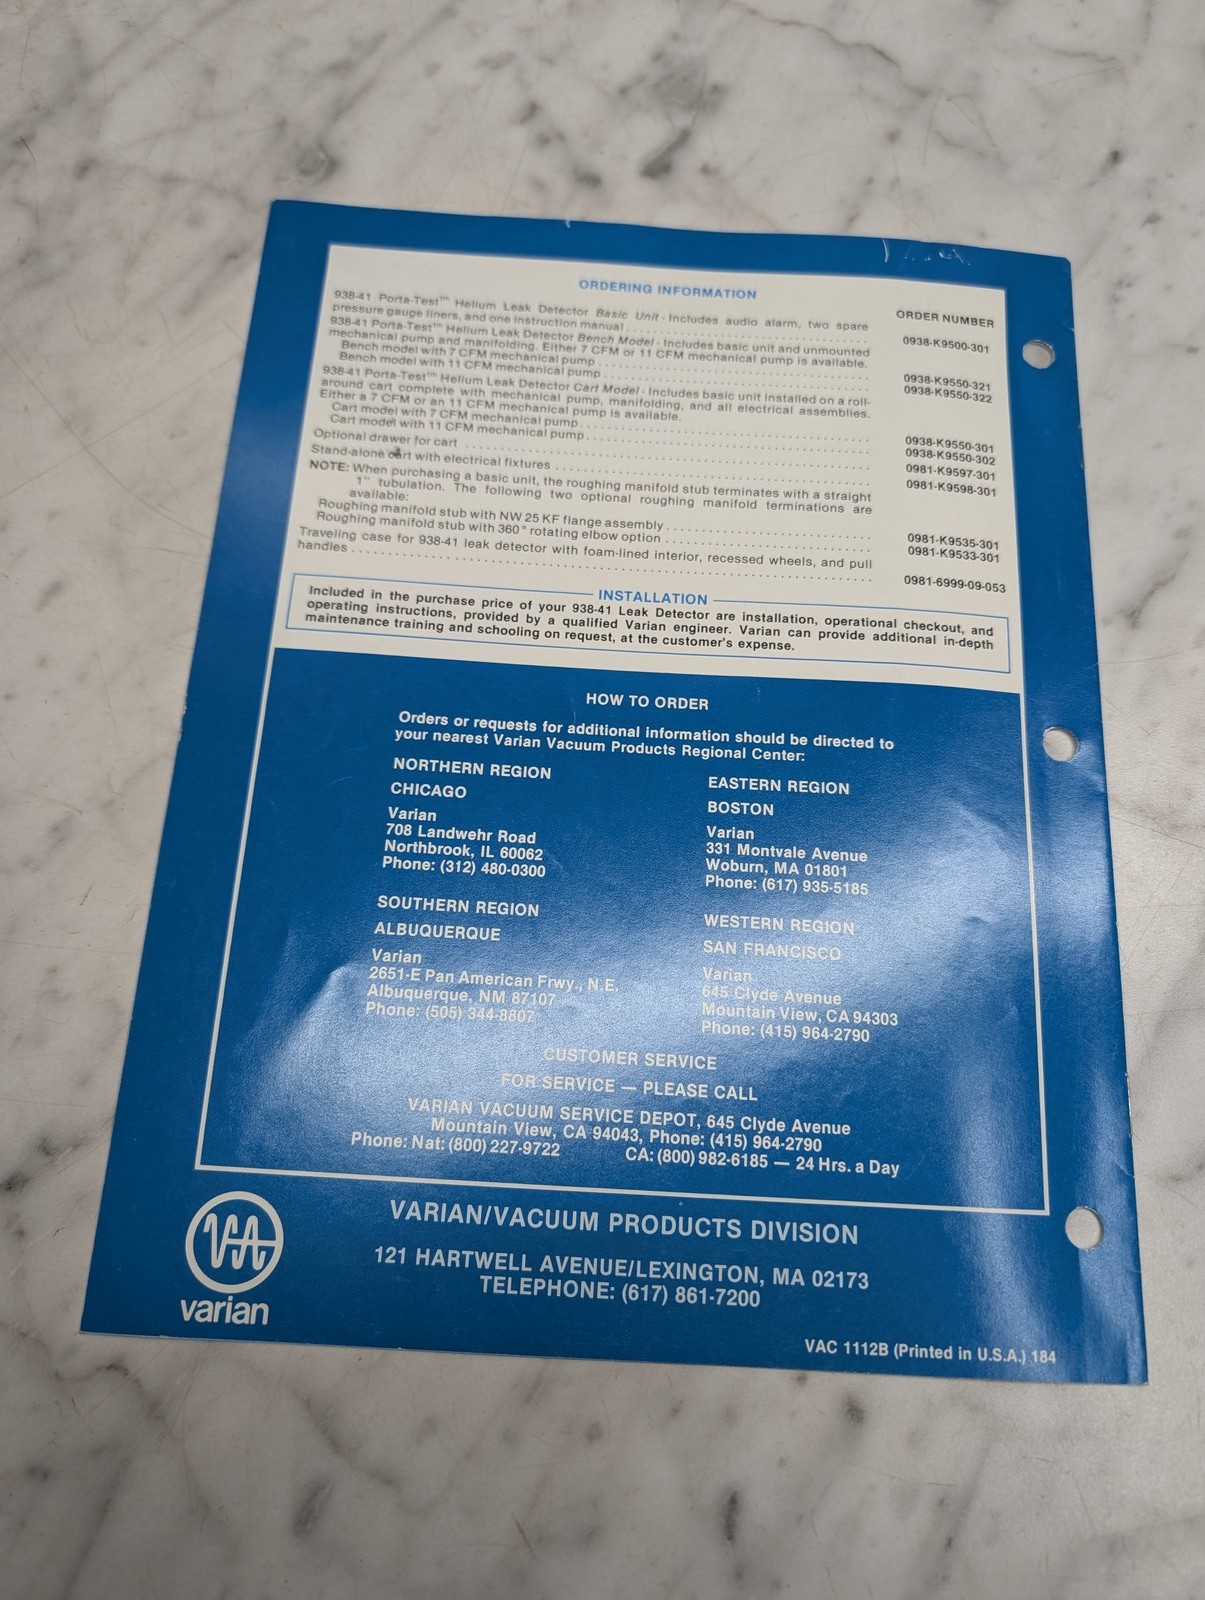 ORDERING INFORMATION
ORDER NUMBER
938-41 Porta-Test™ Helium Leak Detector Basic Unit - Includes audio alarm, two spare
pressure gauge liners, and one instruction manual . . . . . . . . . . 0938-K9500-301
938-41 Porta-Test™ Helium Leak Detector Bench Model - Includes basic unit and unmounted
mechanical pump and manifolding. Either 7 CFM or 11 CFM mechanical pump is available.
Bench model with 7 CFM mechanical pump . . . . . . . . . . 0938-K9550-321
Bench model with 11 CFM mechanical pump . . . . . . . . . . 0938-K9550-322
938-41 Porta-Test™ Helium Leak Detector Cart Model - Includes basic unit installed on a roll-
around cart complete with mechanical pump, manifolding, and all electrical assemblies.
Either a 7 CFM or an 11 CFM mechanical pump is available.
Cart model with 7 CFM mechanical pump . . . . . . . . . . 0938-K9550-301
Cart model with 11 CFM mechanical pump . . . . . . . . . . 0938-K9550-302
Optional drawer for cart . . . . . . . . . . 0981-K9597-301
Stand-alone cart with electrical fixtures . . . . . . . . . . 0981-K9598-301
NOTE: When purchasing a basic unit, the roughing manifold stub terminates with a straight
1" tubulation. The following two optional roughing manifold terminations are
available:
Roughing manifold stub with NW 25 KF flange assembly . . . . . . . . . . 0981-K9535-301
Roughing manifold stub with 360° rotating elbow option . . . . . . . . . . 0981-K9533-301
Traveling case for 938-41 leak detector with foam-lined interior, recessed wheels, and pull
handles . . . . . . . . . . 0981-6999-09-053
INSTALLATION
Included in the purchase price of your 938-41 Leak Detector are installation, operational checkout, and
operating instructions, provided by a qualified Varian engineer. Varian can provide additional in-depth
maintenance training and schooling on request, at the customer's expense.
HOW TO ORDER
Orders or requests for additional information should be directed to
your nearest Varian Vacuum Products Regional Center:
NORTHERN REGION
CHICAGO
Varian
708 Landwehr Road
Northbrook, IL 60062
Phone: (312) 480-0300
EASTERN REGION
BOSTON
Varian
331 Montvale Avenue
Woburn, MA 01801
Phone: (617) 935-5185
SOUTHERN REGION
ALBUQUERQUE
Varian
2651-E Pan American Frwy., N.E.
Albuquerque, NM 87107
Phone: (505) 344-8807
WESTERN REGION
SAN FRANCISCO
Varian
645 Clyde Avenue
Mountain View, CA 94303
Phone: (415) 964-2790
CUSTOMER SERVICE
FOR SERVICE — PLEASE CALL
VARIAN VACUUM SERVICE DEPOT, 645 Clyde Avenue
Mountain View, CA 94043, Phone: (415) 964-2790
Phone: Nat: (800) 227-9722 CA: (800) 982-6185 — 24 Hrs. a Day
varian
VARIAN/VACUUM PRODUCTS DIVISION
121 HARTWELL AVENUE/LEXINGTON, MA 02173
TELEPHONE: (617) 861-7200
VAC 1112B (Printed in U.S.A.) 184